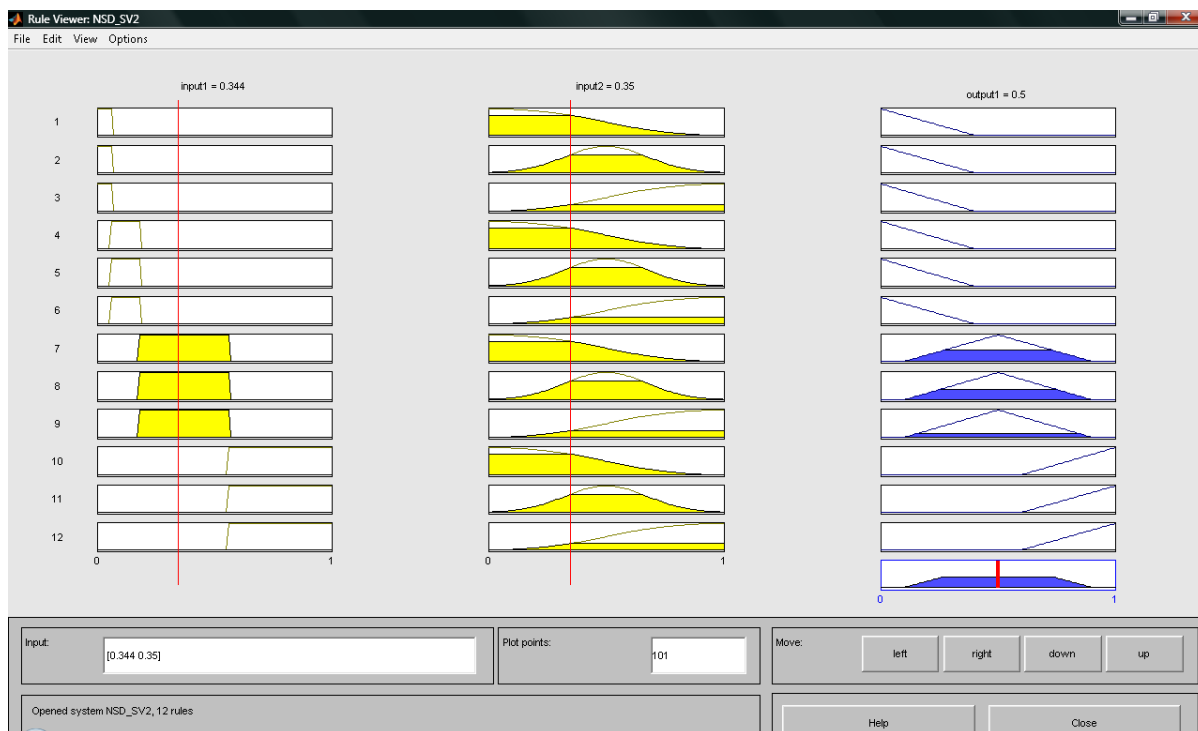 Rule Viewer: NSD_SV2
File Edit View Options
input1 = 0.344
input2 = 0.35
output1 = 0.5
1
2
3
4
5
6
7
8
9
10
11
12
0 1
0 1
0 1
Input:
[0.344 0.35]
Plot points:
101
Move:
left
right
down
up
Opened system NSD_SV2, 12 rules
Help
Close